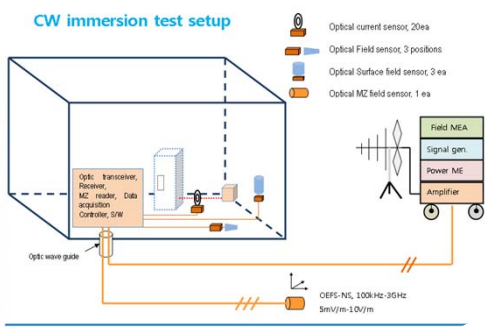 CW immersion test setup
Optical current sensor, 20ea
Optical Field sensor, 3 positions
Optical Surface field sensor, 3 ea
Optical MZ field sensor, 1 ea
Field MEA
Signal gen.
Power ME
Amplifier
Optic transceiver,
Receiver,
MZ reader, Data
acquisition
Controller, S/W
Optic wave guide
OEFS-NS, 100kHz-3GHz
5mV/m-10V/m